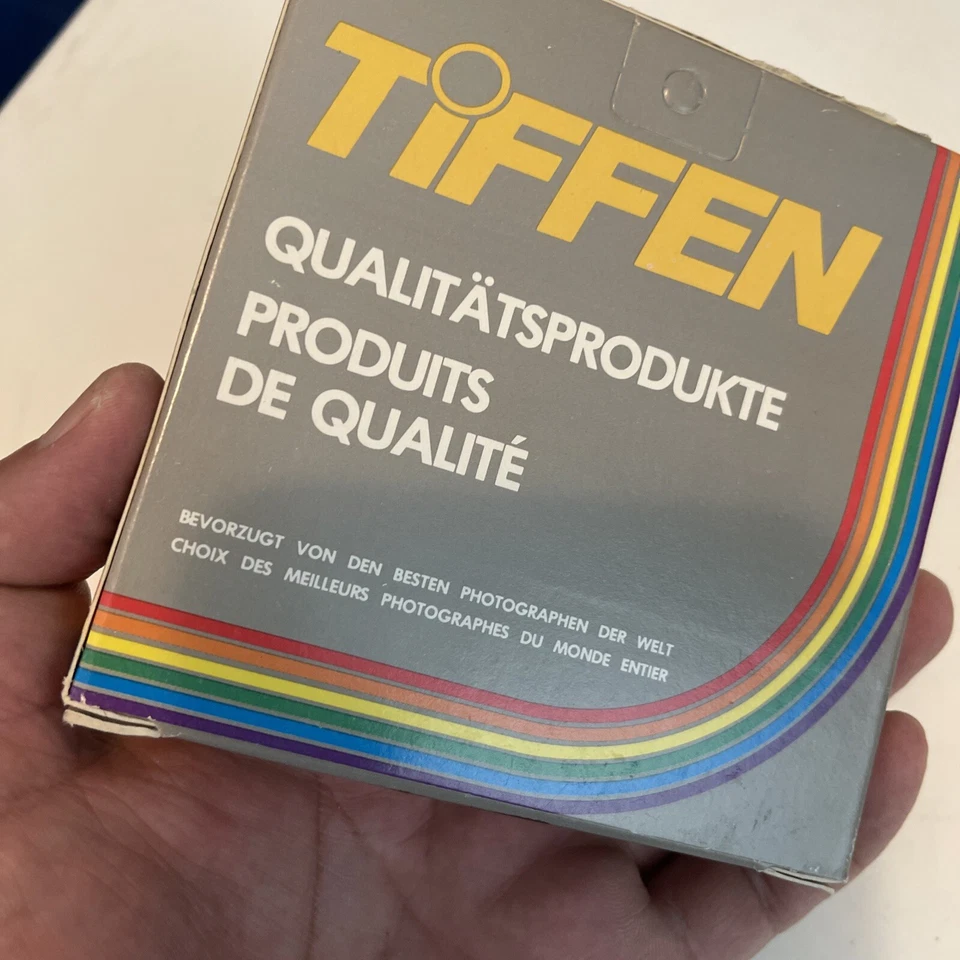 TiFFEN
QUALITÄTSPRODUKTE
PRODUITS
DE QUALITÉ
BEVORZUGT VON DEN BESTEN PHOTOGRAPHEN DER WELT
CHOIX DES MEILLEURS PHOTOGRAPHES DU MONDE ENTIER